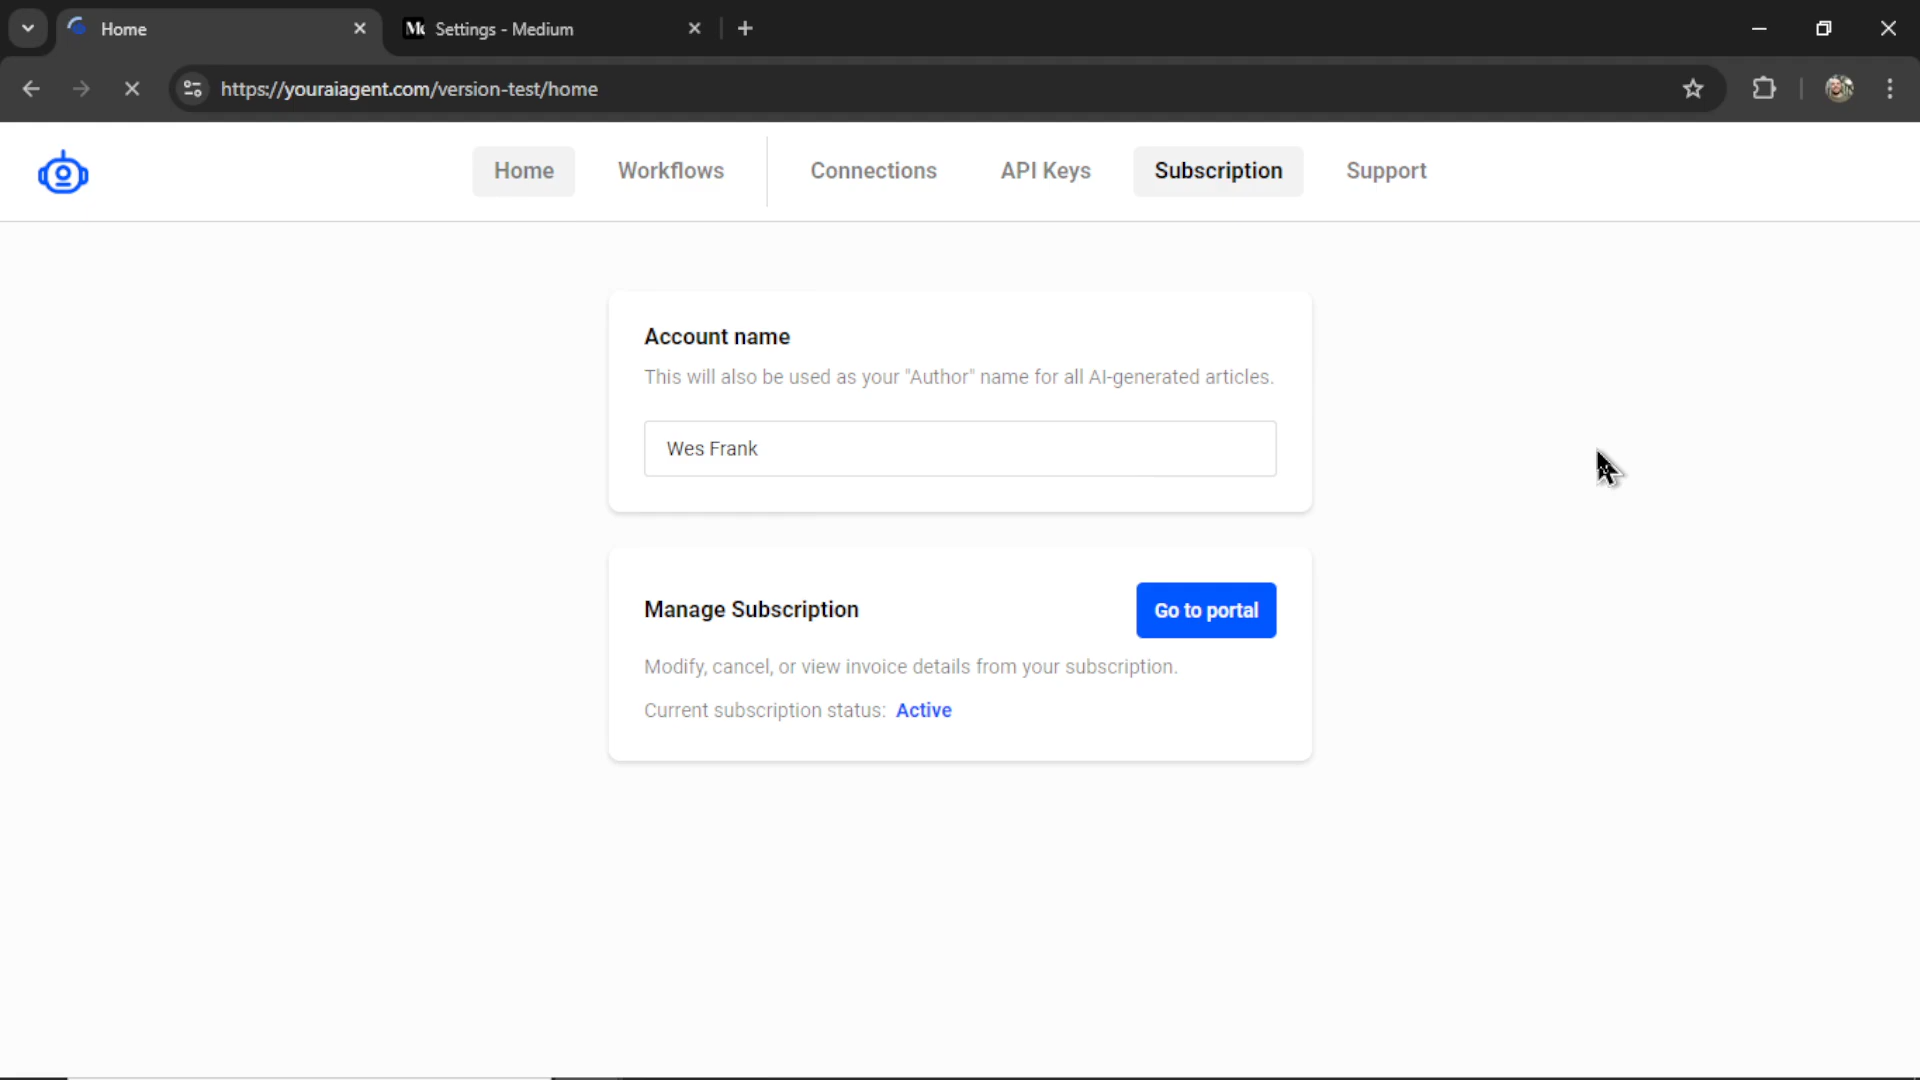 Home
Settings - Medium
https://youraiagent.com/version-test/home
Home Workflows Connections API Keys Subscription Support
Account name
This will also be used as your "Author" name for all AI-generated articles.
Wes Frank
Manage Subscription
Go to portal
Modify, cancel, or view invoice details from your subscription.
Current subscription status: Active